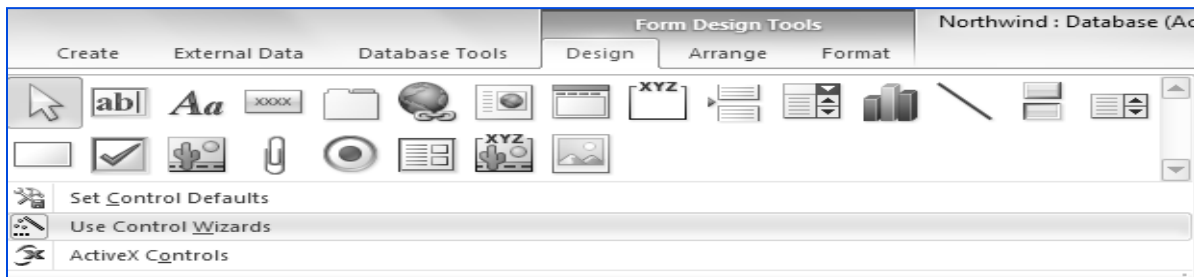 Form Design Tools Northwind : Database (Ac
Create External Data Database Tools Design Arrange Format
ab Aa XXXX XYZ
XYZ
Set Control Defaults
Use Control Wizards
ActiveX Controls